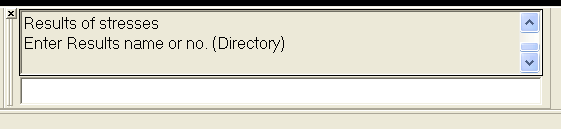 Results of stresses
Enter Results name or no. (Directory)